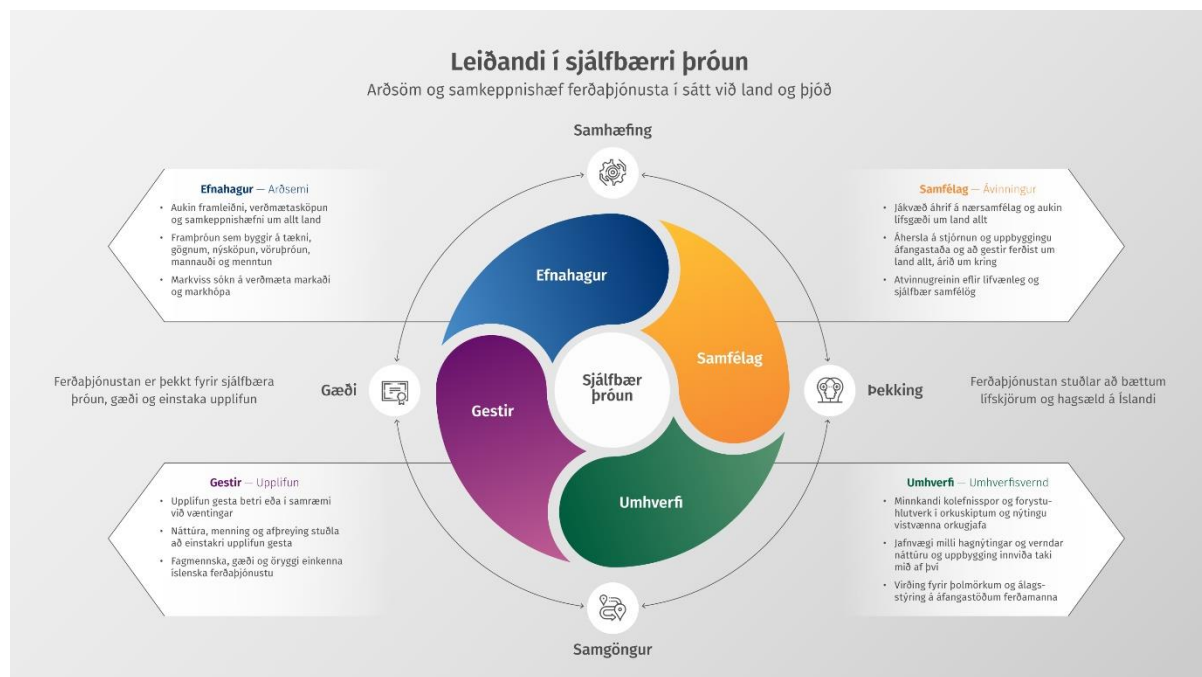 Leiðandi í sjálfbærri þróun
Arðsöm og samkeppnishæf ferðaþjónusta í sátt við land og þjóð
Samhæfing
Efnahagur — Arðsemi
• Aukin framleiðni, verðmætasköpun
og samkeppnishæfni um allt land
• Framþróun sem byggir á tækni,
gögnum, nýsköpun, vöruþróun,
mannauði og menntun
• Markviss sókn á verðmæta markaði
og markhópa
Samfélag — Ávinningur
• Jákvæð áhrif á nærsamfélag og aukin
lífsgæði um land allt
• Áhersla á stjórnun og uppbyggingu
áfangastaða og að gestir ferðist um
land allt, árið um kring
• Atvinnugreinin eflir lífvænleg og
sjálfbær samfélög
Efnahagur
Samfélag
Ferðaþjónustan er þekkt fyrir sjálfbæra
þróun, gæði og einstaka upplifun
Gæði
Gestir
Sjálfbær
þróun
Þekking
Ferðaþjónustan stuðlar að bættum
lífskjörum og hagsæld á Íslandi
Umhverfi
Gestir — Upplifun
• Upplifun gesta betri eða í samræmi
við væntingar
• Náttúra, menning og afþreying stuðla
að einstakri upplifun gesta
• Fagmennska, gæði og öryggi einkenna
íslenska ferðaþjónustu
Umhverfi — Umhverfisvernd
• Minnkandi kolefnisspor og forystu-
hlutverk í orkuskiptum og nýtingu
vistvænna orkugjafa
• Jafnvægi milli hagnýtingar og verndar
náttúru og uppbygging innviða taki
mið af því
• Virðing fyrir þolmörkum og álags-
stýring á áfangastöðum ferðamanna
Samgöngur